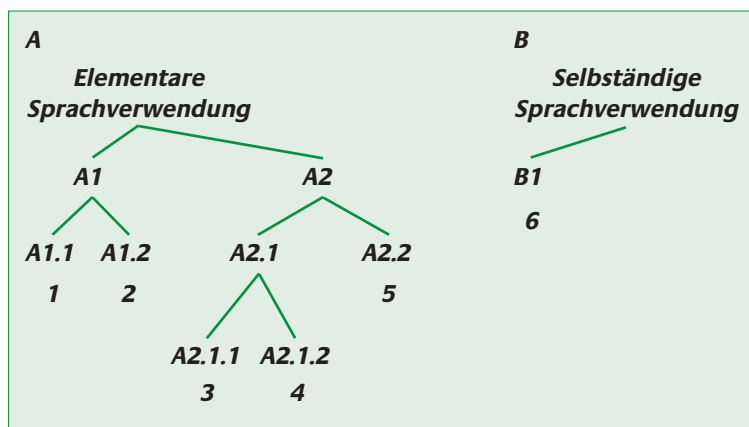 A
B
Elementare
Sprachverwendung
Selbständige
Sprachverwendung
A1
A2
B1
6
A1.1
A1.2
A2.1
A2.2
1
2
5
A2.1.1
A2.1.2
3
4